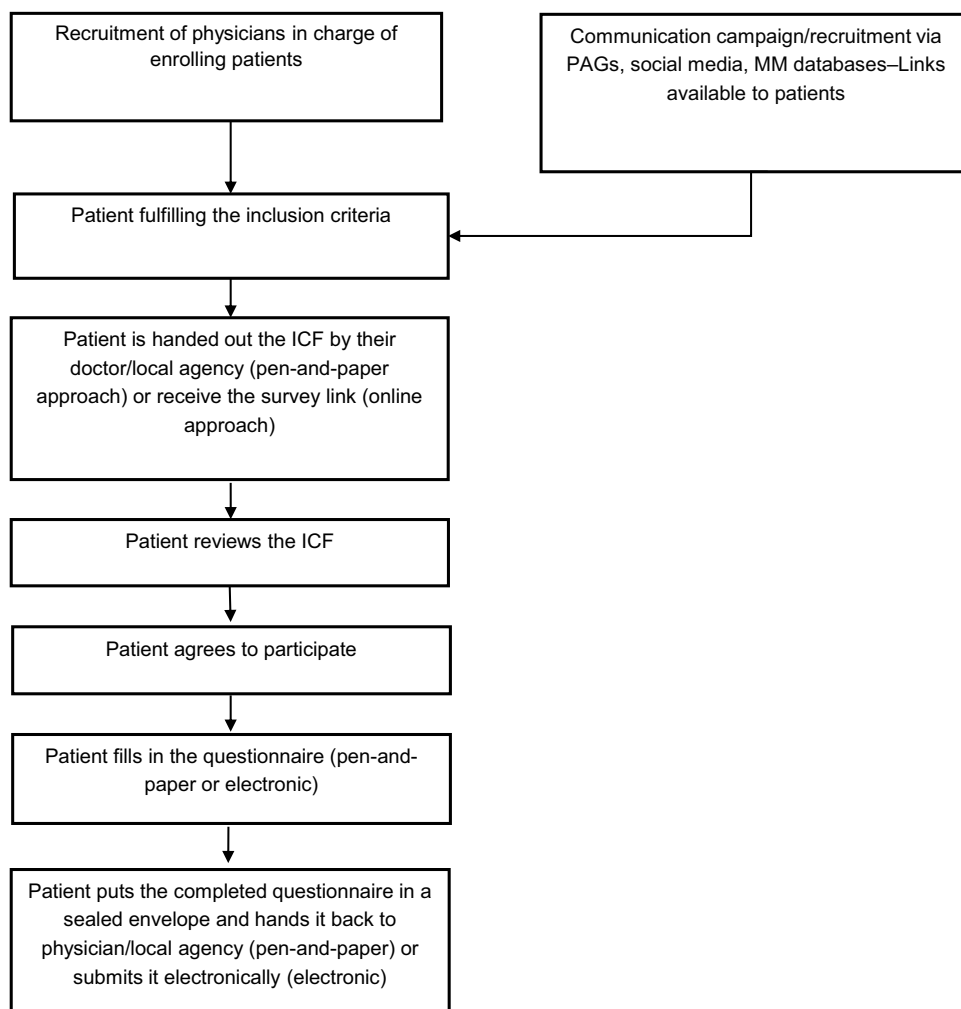 Recruitment of physicians in charge of
enrolling patients
Communication campaign/recruitment via
PAGs, social media, MM databases–Links
available to patients
Patient fulfilling the inclusion criteria
Patient is handed out the ICF by their
doctor/local agency (pen-and-paper
approach) or receive the survey link (online
approach)
Patient reviews the ICF
Patient agrees to participate
Patient fills in the questionnaire (pen-and-
paper or electronic)
Patient puts the completed questionnaire in a
sealed envelope and hands it back to
physician/local agency (pen-and-paper) or
submits it electronically (electronic)